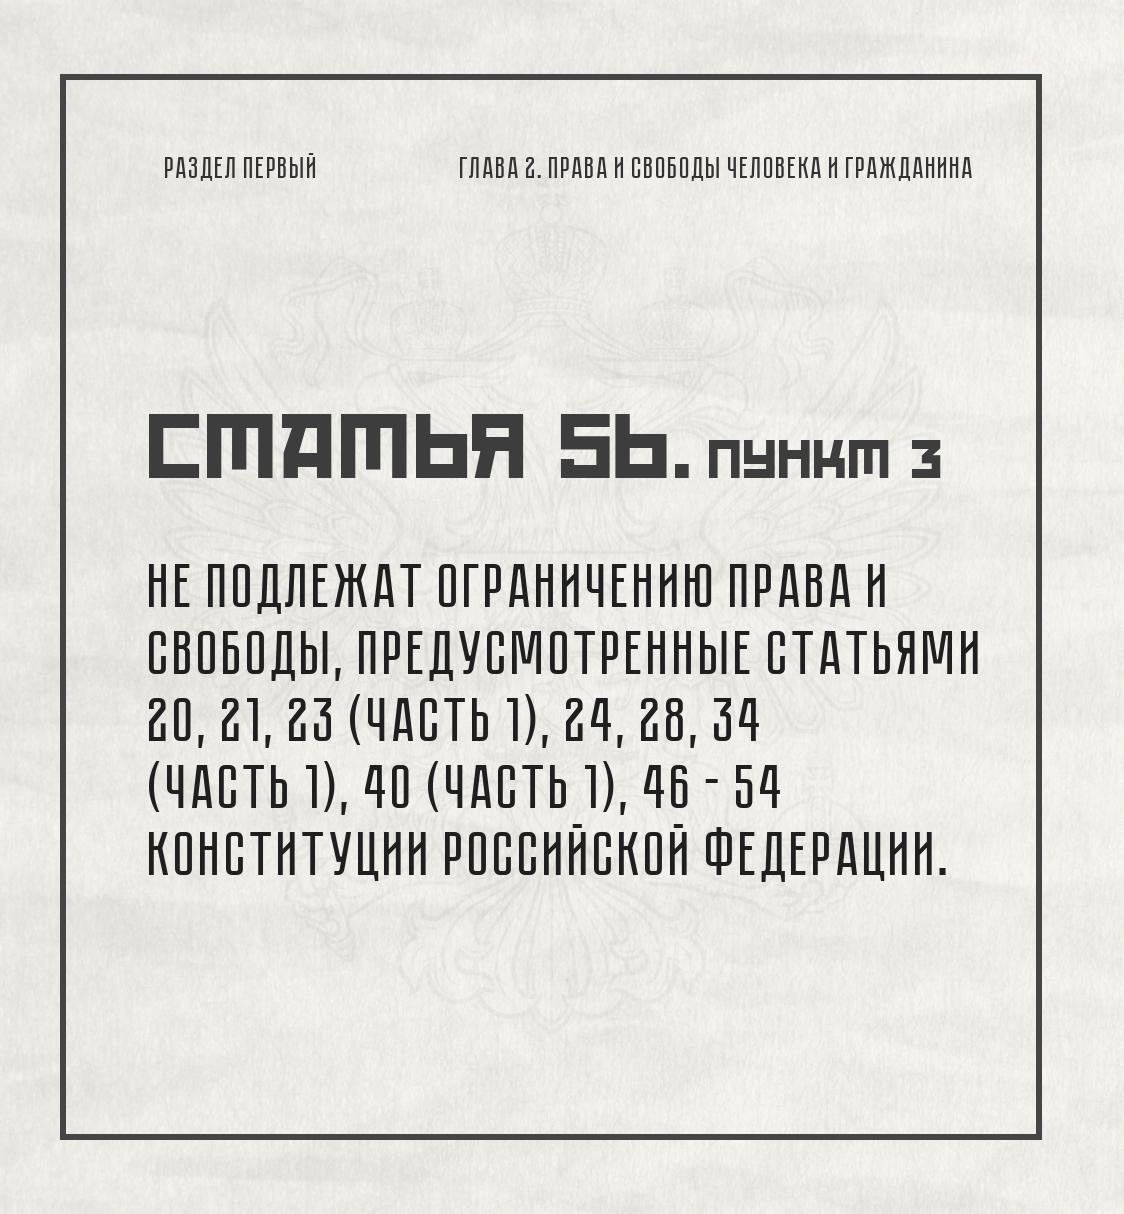 РАЗДЕЛ ПЕРВЫЙ
ГЛАВА 2. ПРАВА И СВОБОДЫ ЧЕЛОВЕКА И ГРАЖДАНИНА
СТАТЬЯ 56. ПУНКТ 3
НЕ ПОДЛЕЖАТ ОГРАНИЧЕНИЮ ПРАВА И
СВОБОДЫ, ПРЕДУСМОТРЕННЫЕ СТАТЬЯМИ
20, 21, 23 (ЧАСТЬ 1), 24, 28, 34
(ЧАСТЬ 1), 40 (ЧАСТЬ 1), 46 - 54
КОНСТИТУЦИИ РОССИЙСКОЙ ФЕДЕРАЦИИ.